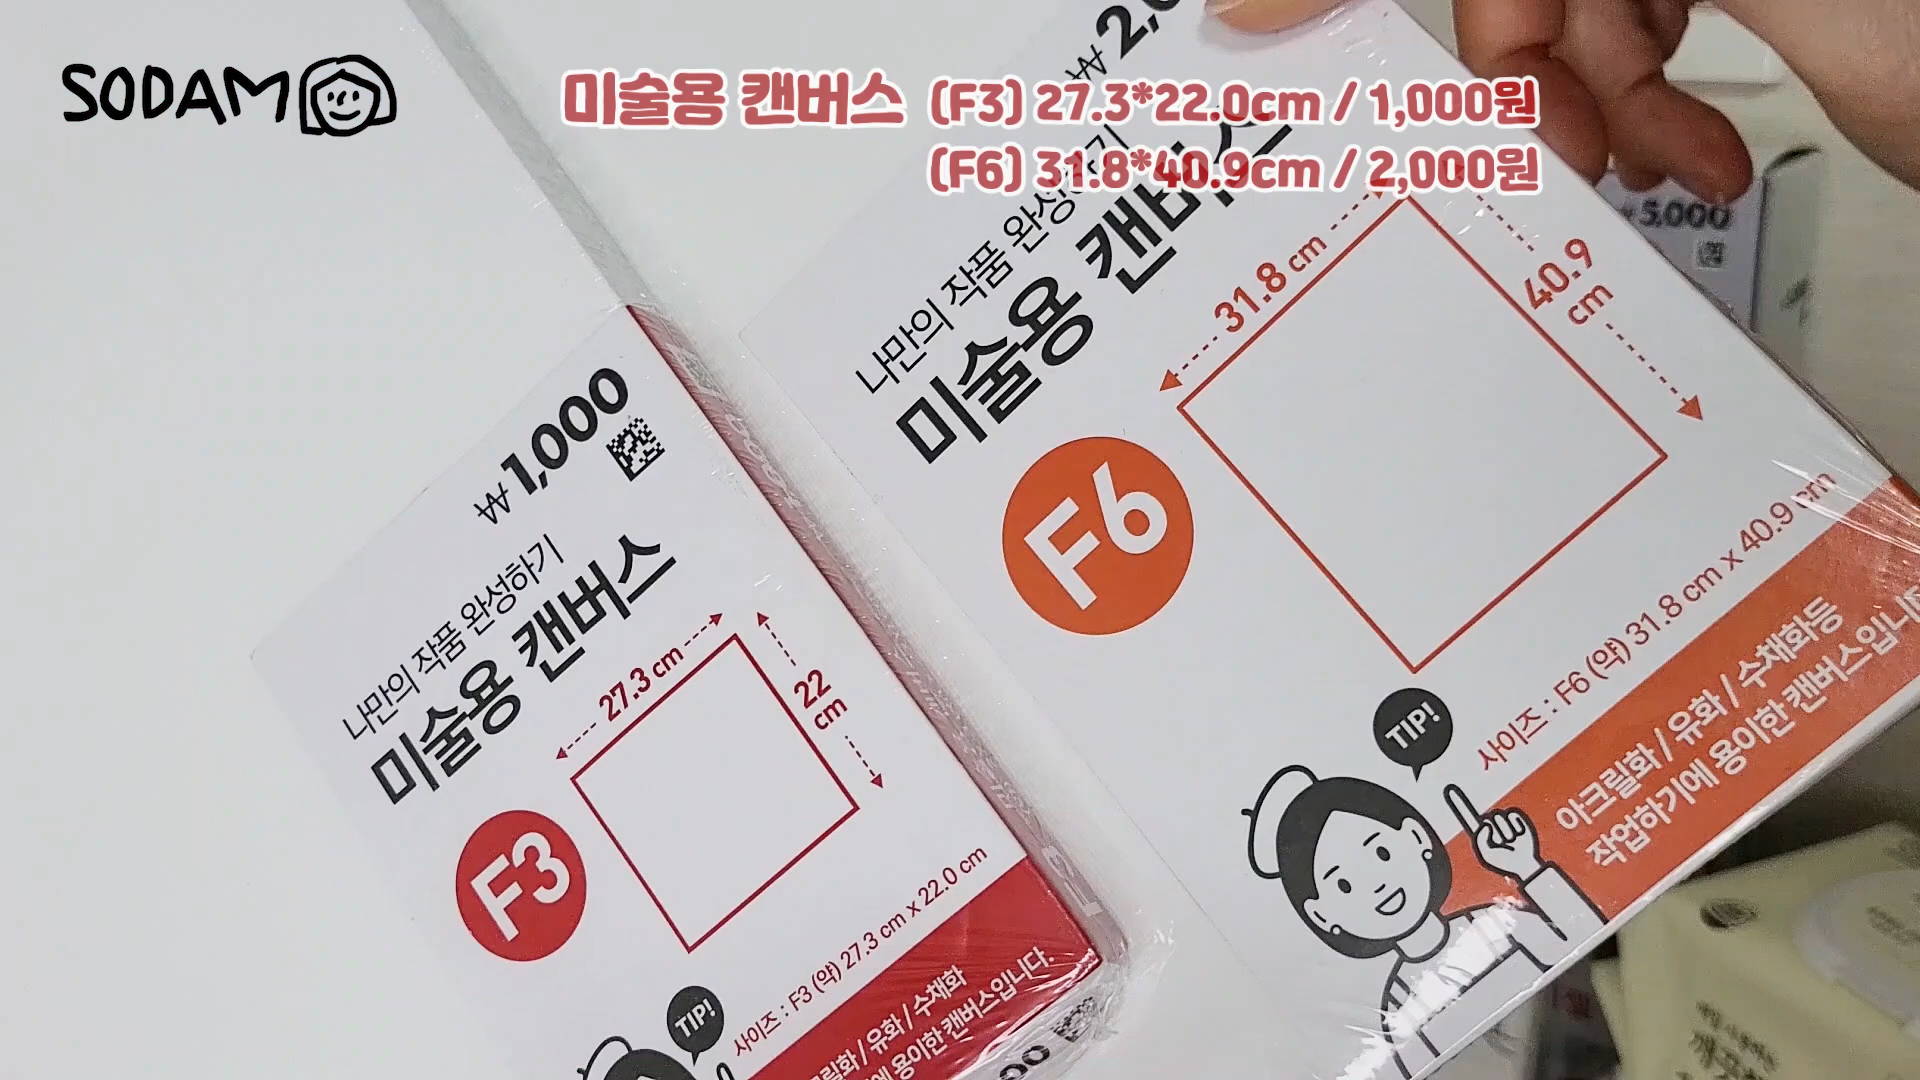 SODAM
미술용 캔버스 (F3) 27.3*22.0cm / 1,000원
(F6) 31.8*40.9cm / 2,000원
₩ 5,000
나만의 작품 완성하기
미술용 캔버스
31.8 cm
40.9
cm
F6
사이즈 : F6 (약) 31.8 cm x 40.9 cm
TIP!
아크릴화 / 유화 / 수채화등
작업하기에 용이한 캔버스입니다
₩ 1,000
나만의 작품 완성하기
미술용 캔버스
27.3 cm
22
cm
F3
사이즈 : F3 (약) 27.3 cm x 22.0 cm
TIP!
유화 / 수채화
용이한 캔버스입니다.